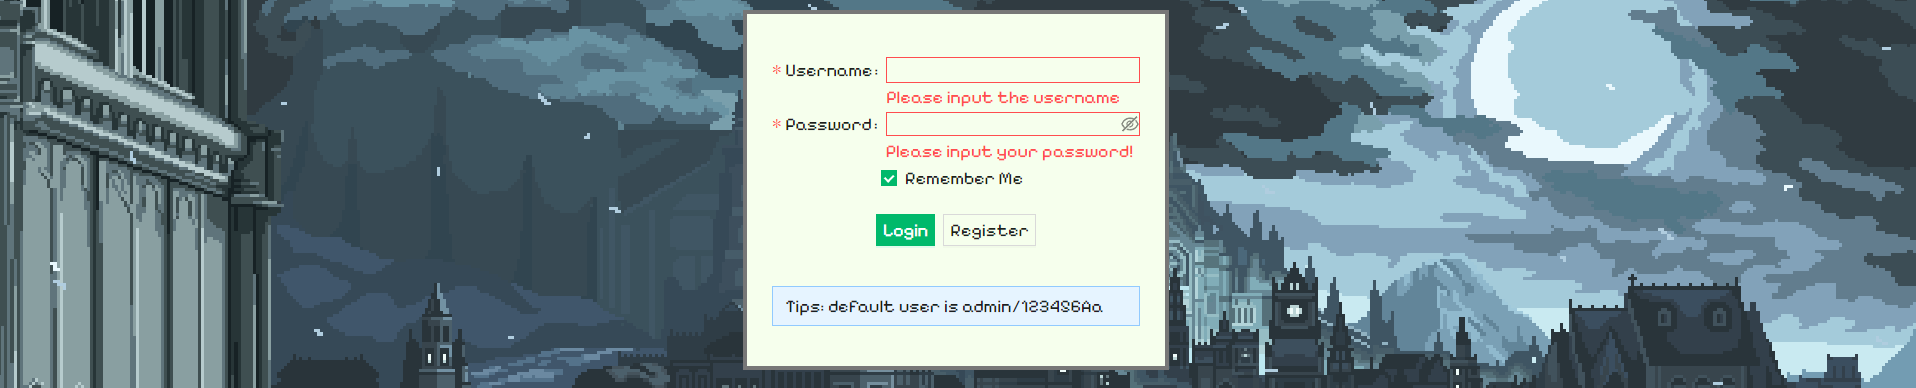 * Username:
Please input the username
* Password:
Please input your password!
Remember Me
Login Register
Tips: default user is admin/123456Aa